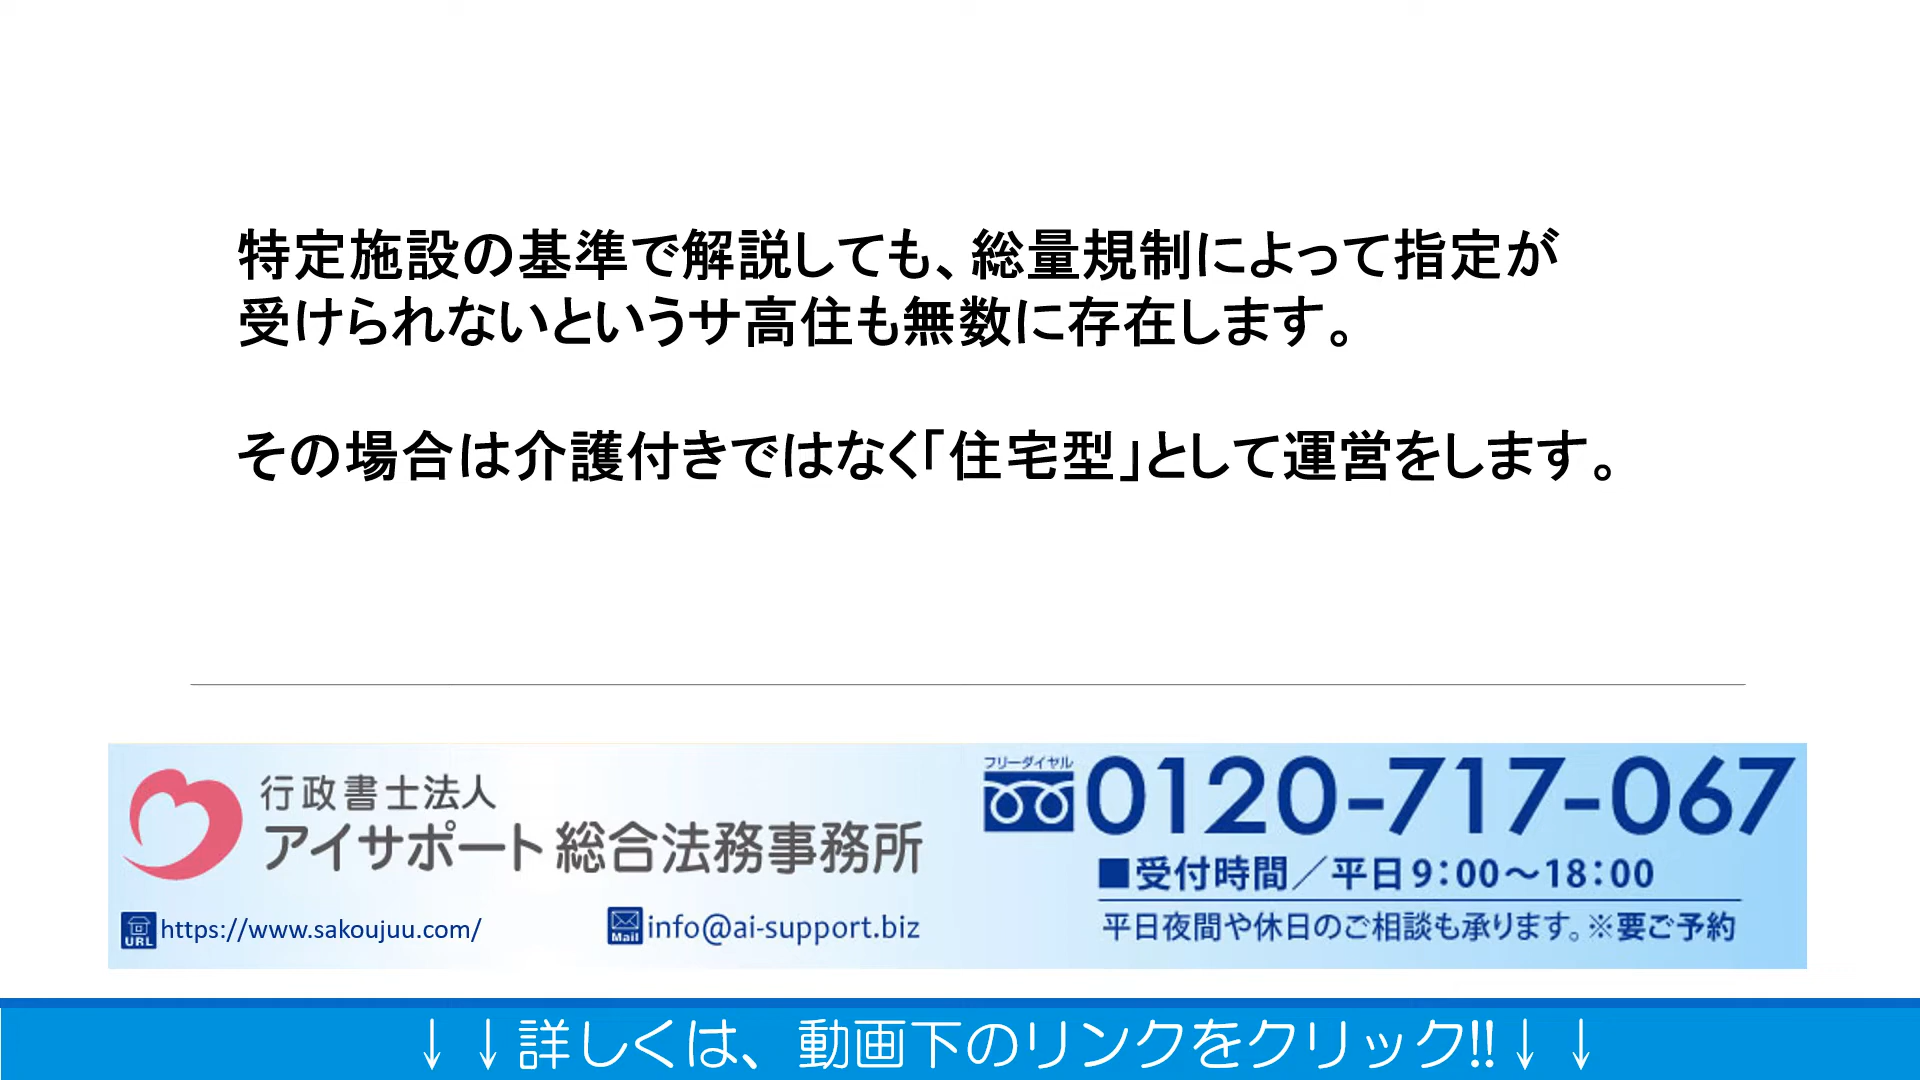 特定施設の基準で解説しても、総量規制によって指定が
受けられないというサ高住も無数に存在します。
その場合は介護付きではなく「住宅型」として運営をします。
行政書士法人
アイサポート総合法務事務所
URL https://www.sakoujuu.com/
Mail info@ai-support.biz
フリーダイヤル
0120-717-067
■受付時間／平日9：00～18：00
平日夜間や休日のご相談も承ります。※要ご予約
↓↓詳しくは、動画下のリンクをクリック!!↓↓